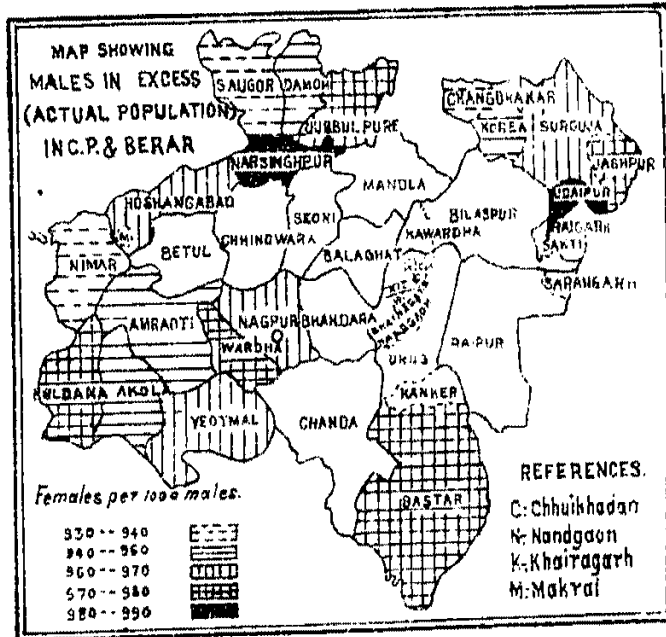 MAP SHOWING
MALES IN EXCESS
(ACTUAL POPULATION)
IN C.P. & BERAR
SAUGOR
DAMOH
JUBBULPURE
NARSINGHPUR
HOSHANGABAD
MANDLA
CHANGBHAKAR
KOREA
SURGUJA
JASHPUR
UDAIPUR
RAIGARH
SAKTI
SARANGARH
BILASPUR
KAWARDHA
SEONI
CHHINDWARA
BETUL
M.
NIMAR
BALAGHAT
AMRAOTI
NAGPUR
BHANDARA
WARDHA
NANDGAON
DRUG
RAIPUR
BULDANA
AKOLA
YEOTMAL
CHANDA
KANKER
BASTAR
Females per 1000 males.
930--940
940--960
960--970
970--980
980--990
REFERENCES.
C:-Chhuikhadan
N:-Nandgaon
K:-Khairagarh
M:-Makrai